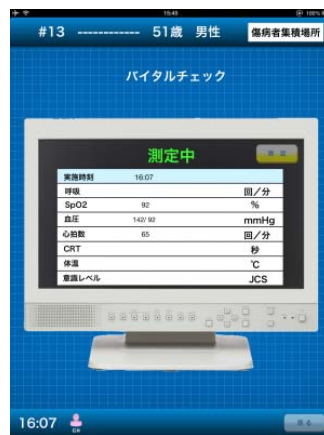 15:43 100%
#13 ------------ 51歳 男性 傷病者集積場所
バイタルチェック
測定中
実施時刻 16:07
呼吸 回/分
SpO2 92 %
血圧 142/ 92 mmHg
心拍数 65 回/分
CRT 秒
体温 ℃
意識レベル JCS
16:07
戻る